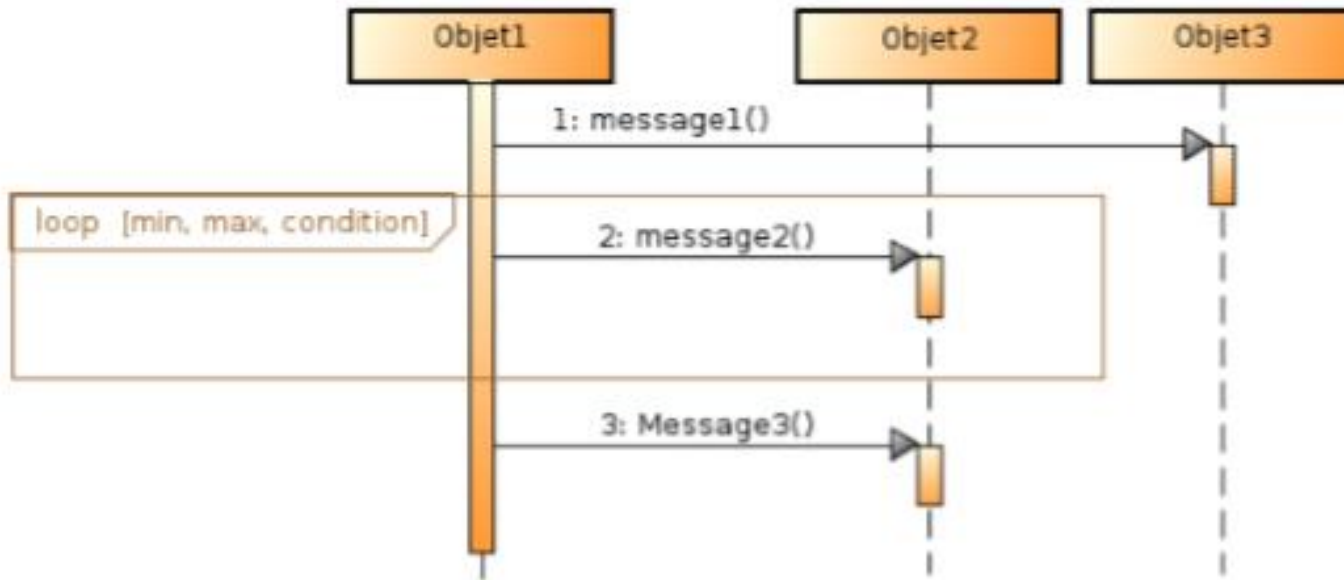 Objet1
Objet2
Objet3
1: message1()
loop [min, max, condition]
2: message2()
3: Message3()